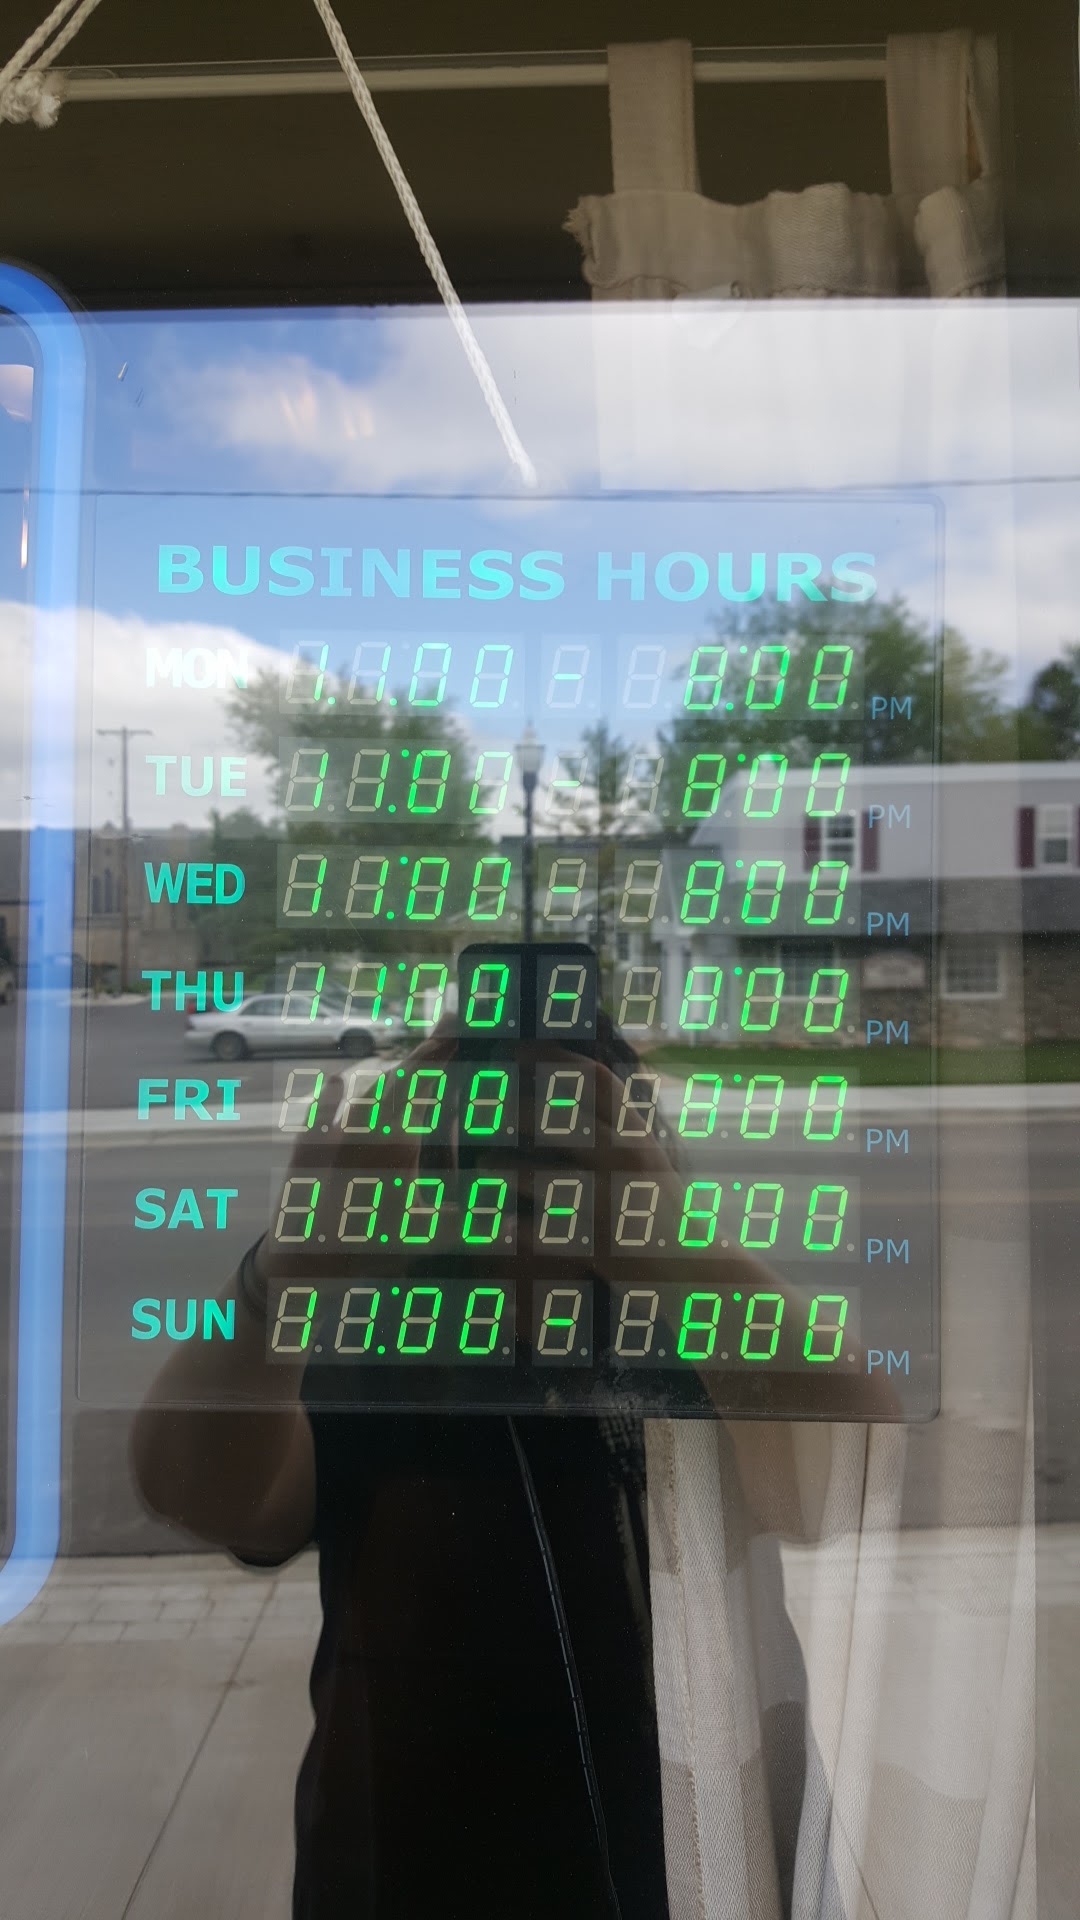 BUSINESS HOURS
MON 11:00 - 8:00 PM
TUE 11:00 - 8:00 PM
WED 11:00 - 8:00 PM
THU 11:00 - 8:00 PM
FRI 11:00 - 8:00 PM
SAT 11:00 - 8:00 PM
SUN 11:00 - 8:00 PM